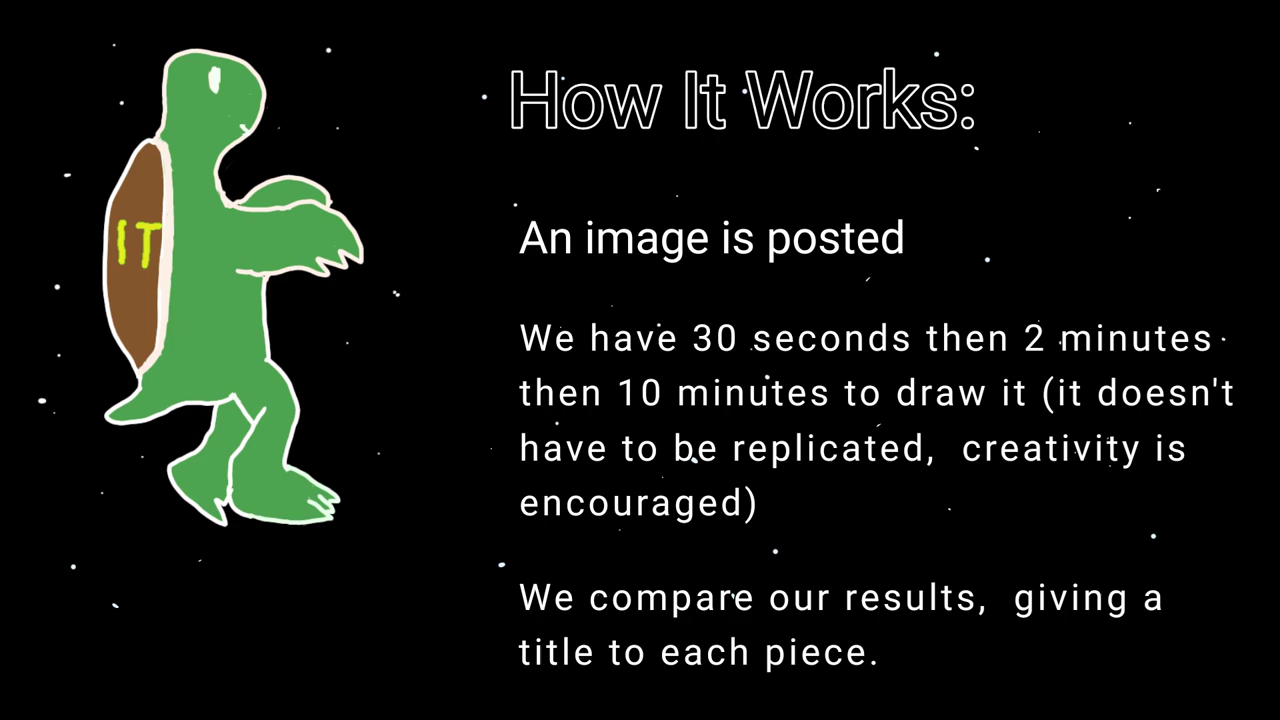 How It Works:
IT
An image is posted
We have 30 seconds then 2 minutes
then 10 minutes to draw it (it doesn't
have to be replicated,  creativity is
encouraged)
We compare our results,  giving a
title to each piece.